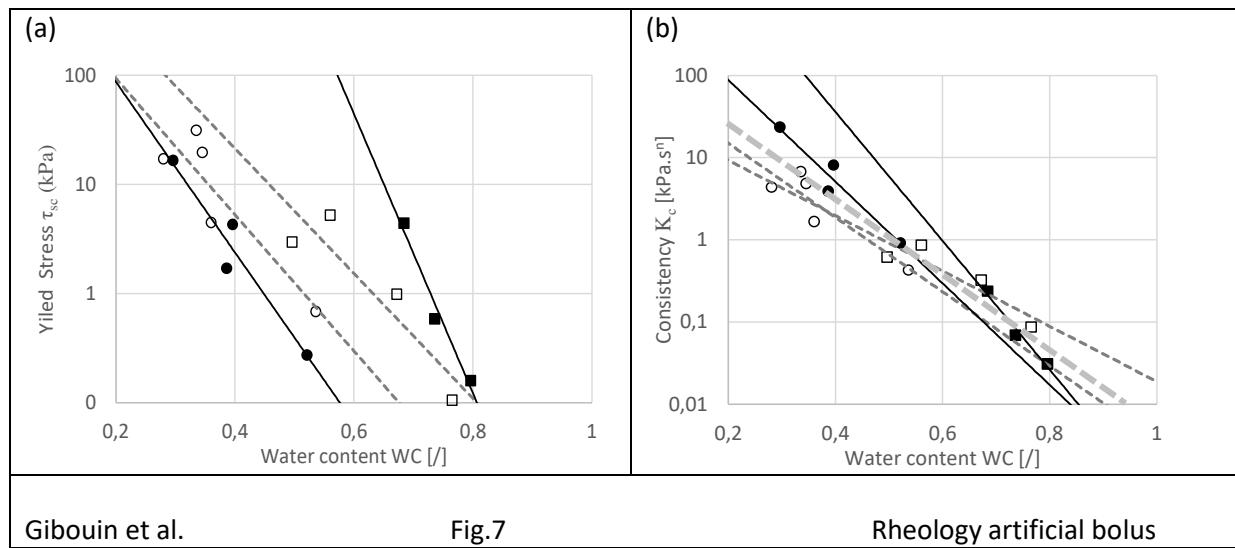 (a)
100
10
1
0
0,2 0,4 0,6 0,8 1
Yiled Stress τsc (kPa)
Water content WC [/]
(b)
100
10
1
0,1
0,01
0,2 0,4 0,6 0,8 1
Consistency Kc [kPa.sⁿ]
Water content WC [/]
Gibouin et al. Fig.7 Rheology artificial bolus